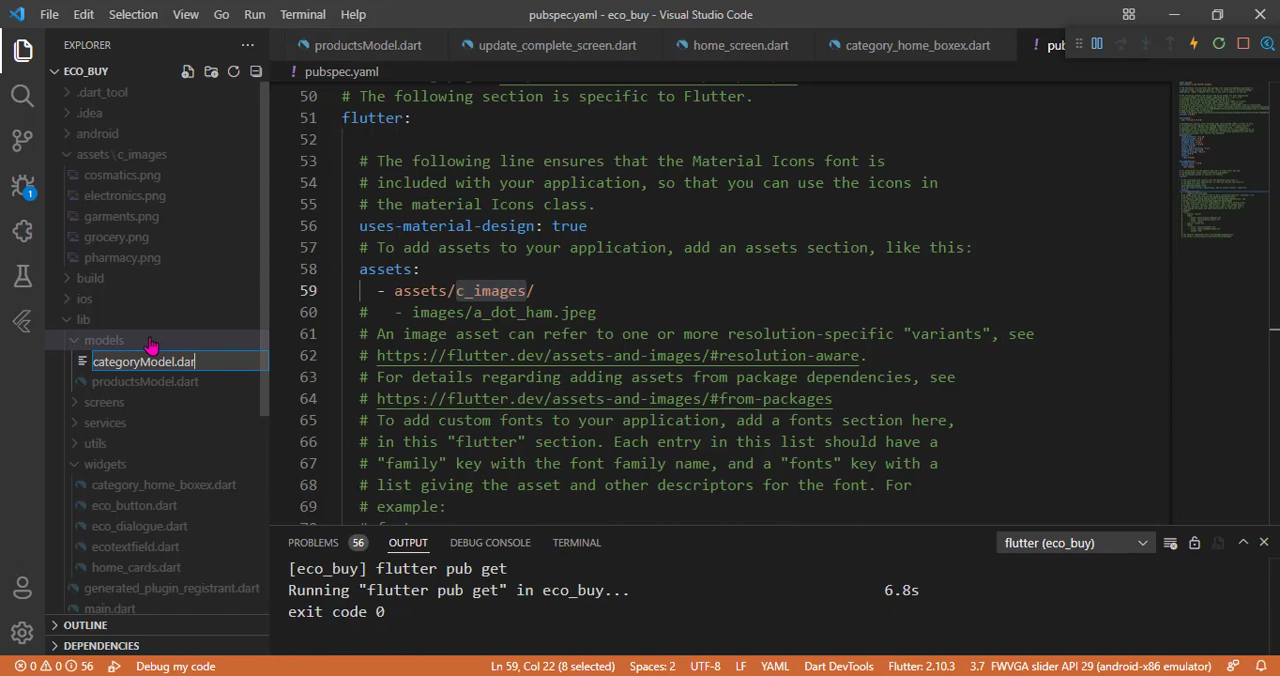 File Edit Selection View Go Run Terminal Help
pubspec.yaml - eco_buy - Visual Studio Code
EXPLORER
productsModel.dart
update_complete_screen.dart
home_screen.dart
category_home_boxex.dart
! pub
ECO_BUY
! pubspec.yaml
.dart_tool
.idea
android
assets\c_images
cosmatics.png
electronics.png
garments.png
grocery.png
pharmacy.png
build
ios
lib
models
categoryModel.dar
productsModel.dart
screens
services
utils
widgets
category_home_boxex.dart
eco_button.dart
eco_dialogue.dart
ecotextfield.dart
home_cards.dart
generated_plugin_registrant.dart
main.dart
OUTLINE
DEPENDENCIES
50 # The following section is specific to Flutter.
51 flutter:
52
53 # The following line ensures that the Material Icons font is
54 # included with your application, so that you can use the icons in
55 # the material Icons class.
56 uses-material-design: true
57 # To add assets to your application, add an assets section, like this:
58 assets:
59 - assets/c_images/
60 # - images/a_dot_ham.jpeg
61 # An image asset can refer to one or more resolution-specific "variants", see
62 # https://flutter.dev/assets-and-images/#resolution-aware.
63 # For details regarding adding assets from package dependencies, see
64 # https://flutter.dev/assets-and-images/#from-packages
65 # To add custom fonts to your application, add a fonts section here,
66 # in this "flutter" section. Each entry in this list should have a
67 # "family" key with the font family name, and a "fonts" key with a
68 # list giving the asset and other descriptors for the font. For
69 # example:
PROBLEMS 56 OUTPUT DEBUG CONSOLE TERMINAL
flutter (eco_buy)
[eco_buy] flutter pub get
Running "flutter pub get" in eco_buy... 6.8s
exit code 0
0 0 56 Debug my code
Ln 59, Col 22 (8 selected) Spaces: 2 UTF-8 LF YAML Dart DevTools Flutter: 2.10.3 3.7 FWVGA slider API 29 (android-x86 emulator)
1